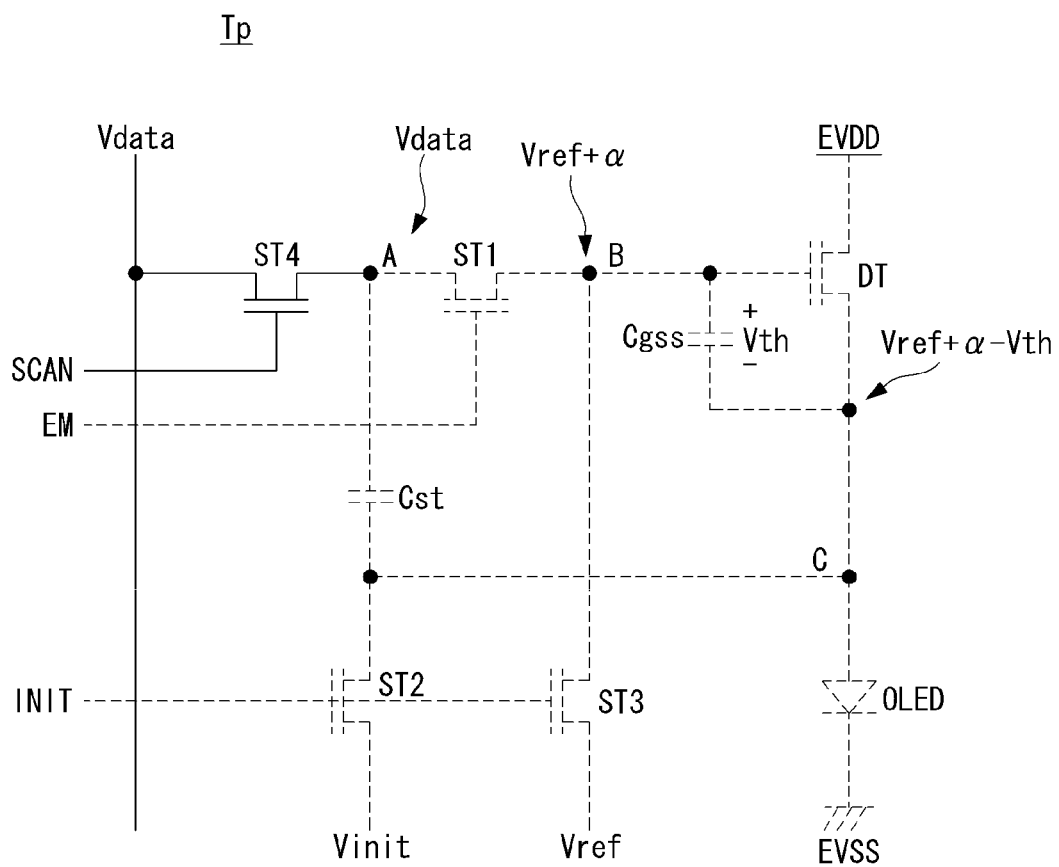 Tp
Vdata
Vdata
Vref+α
EVDD
ST4
A
ST1
B
DT
Cgss
+
Vth
−
Vref+α-Vth
SCAN
EM
Cst
C
INIT
ST2
ST3
OLED
Vinit
Vref
EVSS